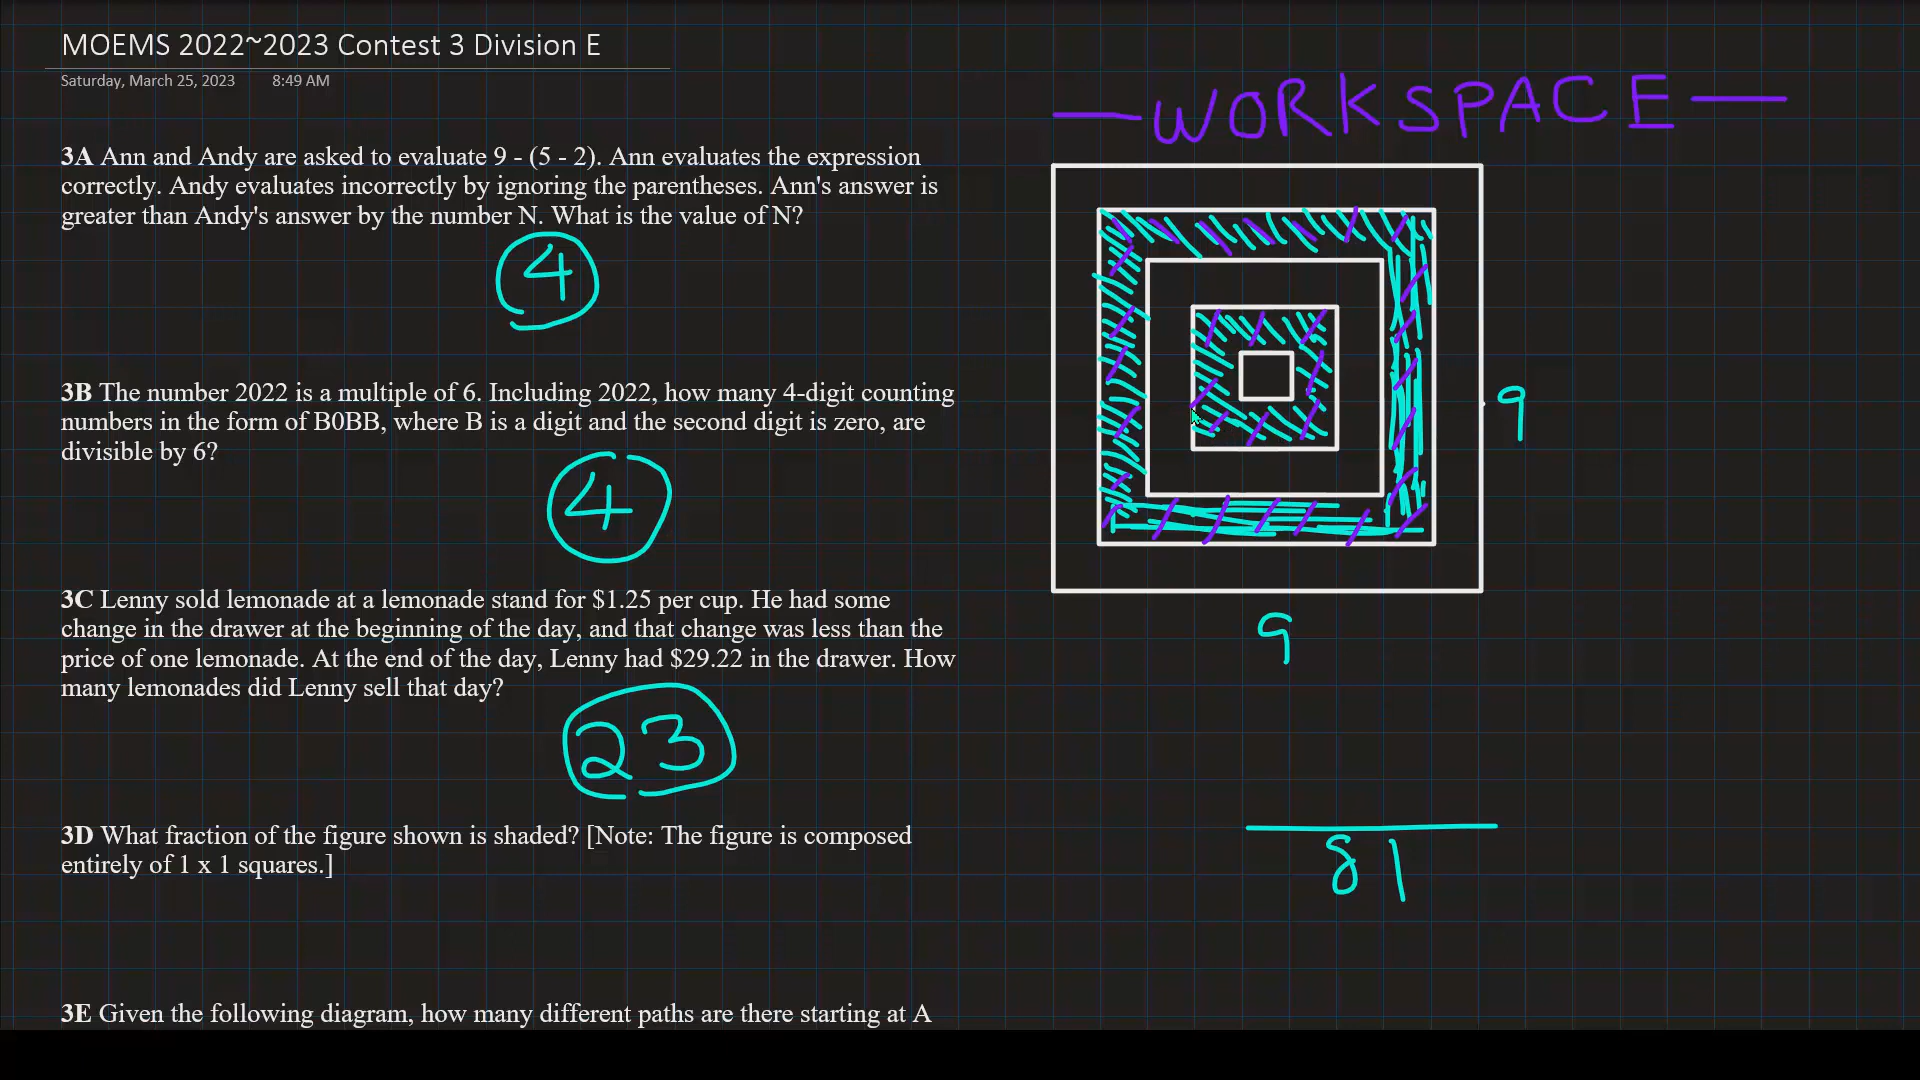 MOEMS 2022~2023 Contest 3 Division E
Saturday, March 25, 2023 8:49 AM
—WORKSPACE—
3A Ann and Andy are asked to evaluate 9 - (5 - 2). Ann evaluates the expression
correctly. Andy evaluates incorrectly by ignoring the parentheses. Ann's answer is
greater than Andy's answer by the number N. What is the value of N?
4
3B The number 2022 is a multiple of 6. Including 2022, how many 4-digit counting
numbers in the form of B0BB, where B is a digit and the second digit is zero, are
divisible by 6?
4
3C Lenny sold lemonade at a lemonade stand for $1.25 per cup. He had some
change in the drawer at the beginning of the day, and that change was less than the
price of one lemonade. At the end of the day, Lenny had $29.22 in the drawer. How
many lemonades did Lenny sell that day?
23
3D What fraction of the figure shown is shaded? [Note: The figure is composed
entirely of 1 x 1 squares.]
3E Given the following diagram, how many different paths are there starting at A
9
9
81